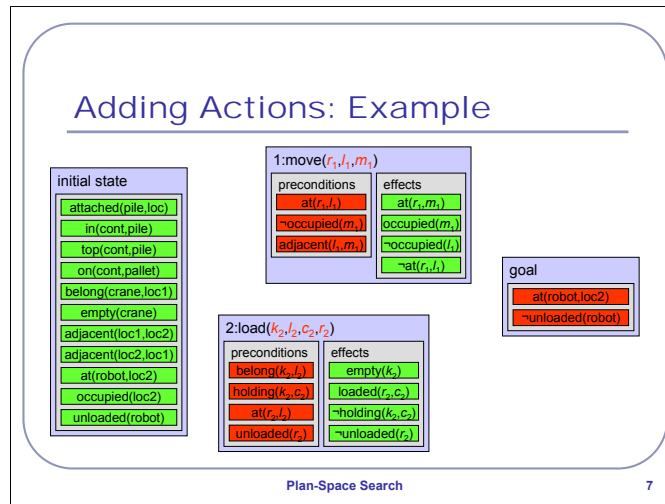 Adding Actions: Example
initial state
attached(pile,loc)
in(cont,pile)
top(cont,pile)
on(cont,pallet)
belong(crane,loc1)
empty(crane)
adjacent(loc1,loc2)
adjacent(loc2,loc1)
at(robot,loc2)
occupied(loc2)
unloaded(robot)
1:move(r₁,l₁,m₁)
preconditions
at(r₁,l₁)
¬occupied(m₁)
adjacent(l₁,m₁)
effects
at(r₁,m₁)
occupied(m₁)
¬occupied(l₁)
¬at(r₁,l₁)
2:load(k₂,l₂,c₂,r₂)
preconditions
belong(k₂,l₂)
holding(k₂,c₂)
at(r₂,l₂)
unloaded(r₂)
effects
empty(k₂)
loaded(r₂,c₂)
¬holding(k₂,c₂)
¬unloaded(r₂)
goal
at(robot,loc2)
¬unloaded(robot)
Plan-Space Search
7